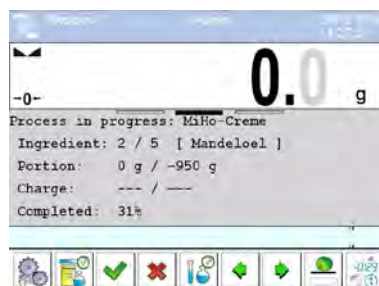 0.0 g
-0-
Process in progress: MiHo-Creme
Ingredient: 2 / 5 [ Mandeloel ]
Portion: 0 g / -950 g
Charge: --- / ---
Completed: 31%